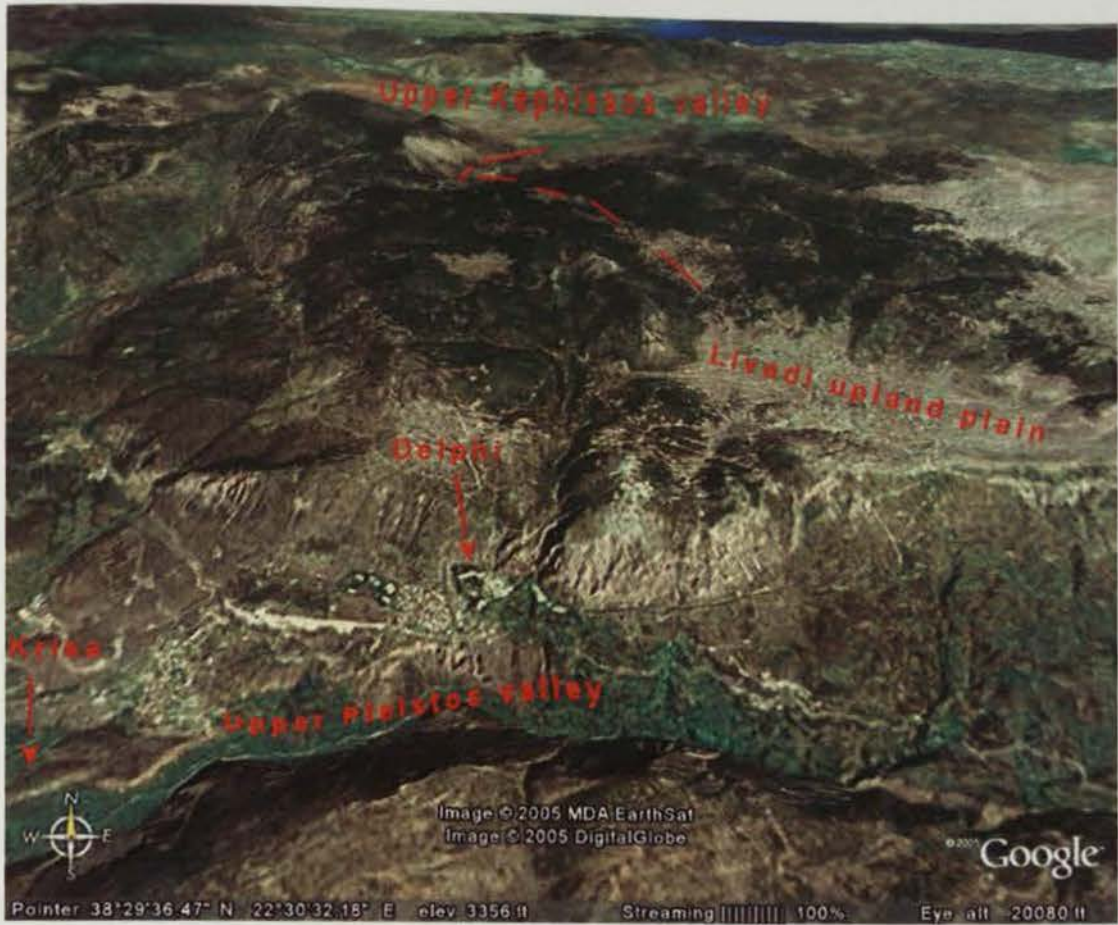 Upper Kephissos valley
Livadi upland plain
Delphi
Krisa
Upper Pleistos valley
N
W E
S
Image © 2005 MDA EarthSat
Image © 2005 DigitalGlobe
© 2005 Google
Pointer 38°29'36.47" N 22°30'32.18" E elev 3356 ft Streaming |||||||||| 100% Eye alt 20080 ft